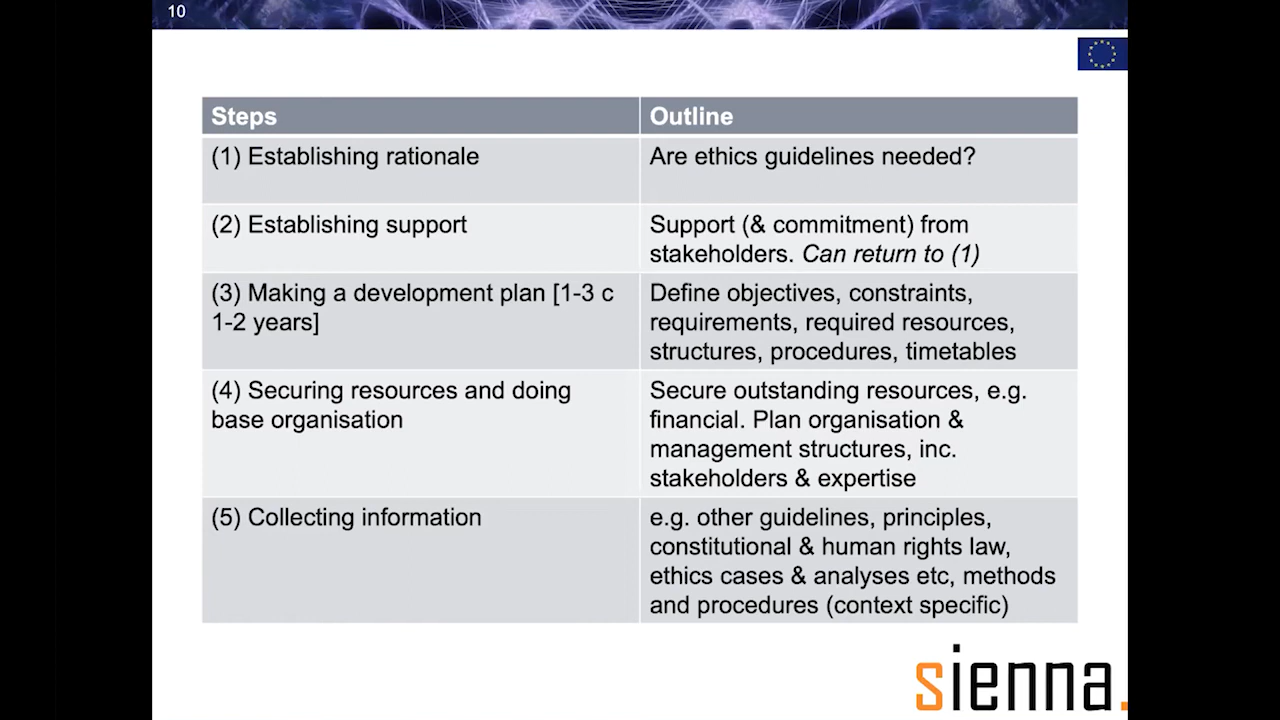 10
Steps
Outline
(1) Establishing rationale
Are ethics guidelines needed?
(2) Establishing support
Support (& commitment) from
stakeholders. Can return to (1)
(3) Making a development plan [1-3 c
1-2 years]
Define objectives, constraints,
requirements, required resources,
structures, procedures, timetables
(4) Securing resources and doing
base organisation
Secure outstanding resources, e.g.
financial. Plan organisation &
management structures, inc.
stakeholders & expertise
(5) Collecting information
e.g. other guidelines, principles,
constitutional & human rights law,
ethics cases & analyses etc, methods
and procedures (context specific)
sienna.